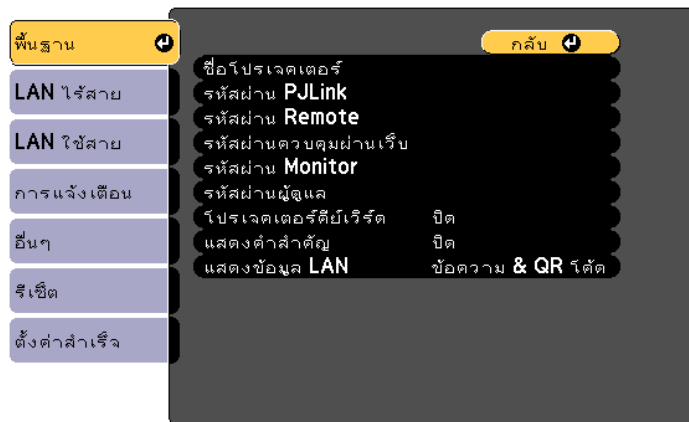 พื้นฐาน
LAN ไร้สาย
LAN ใช้สาย
การแจ้งเตือน
อื่นๆ
รีเซ็ต
ตั้งค่าสำเร็จ
กลับ
ชื่อโปรเจคเตอร์
รหัสผ่าน PJLink
รหัสผ่าน Remote
รหัสผ่านควบคุมผ่านเว็บ
รหัสผ่าน Monitor
รหัสผ่านผู้ดูแล
โปรเจคเตอร์คีย์เวิร์ด ปิด
แสดงคำสำคัญ ปิด
แสดงข้อมูล LAN ข้อความ & QR โค้ด